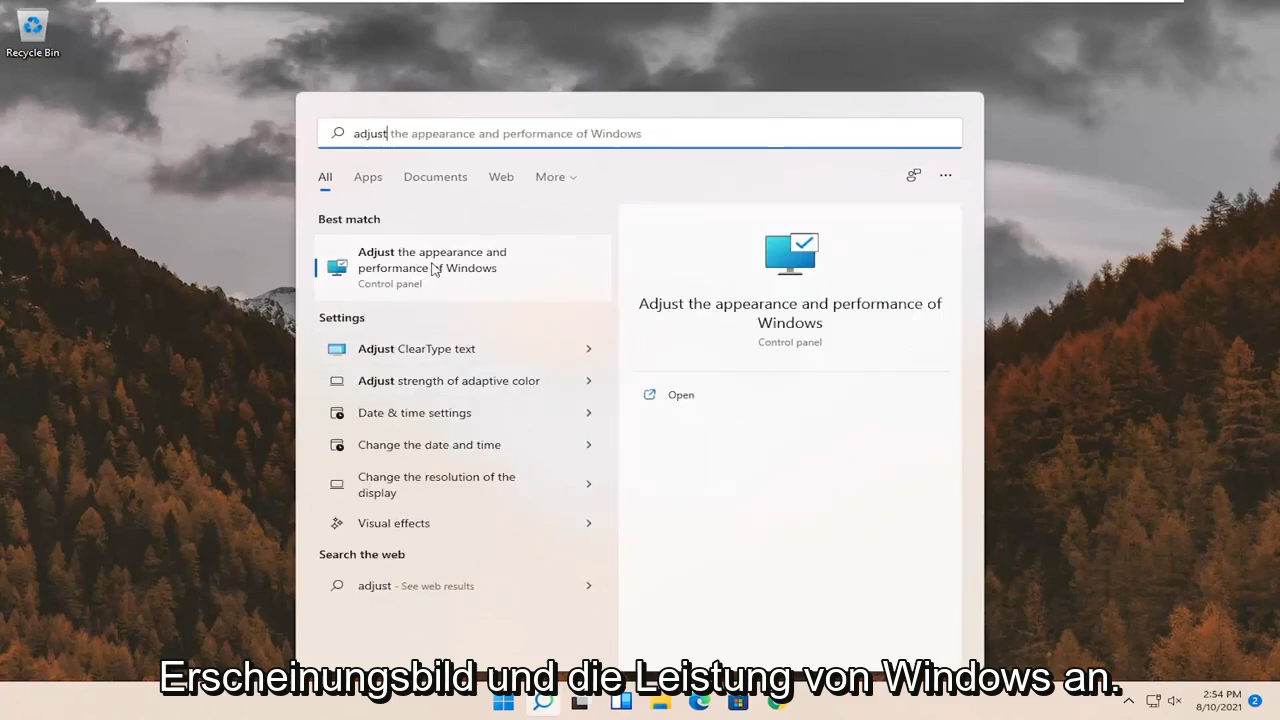 Recycle Bin
adjust the appearance and performance of Windows
All Apps Documents Web More
Best match
Adjust the appearance and
performance of Windows
Control panel
Settings
Adjust ClearType text
Adjust strength of adaptive color
Date & time settings
Change the date and time
Change the resolution of the
display
Visual effects
Search the web
adjust - See web results
Adjust the appearance and performance of
Windows
Control panel
Open
Erscheinungsbild und die Leistung von Windows an.
2:54 PM
8/10/2021
2